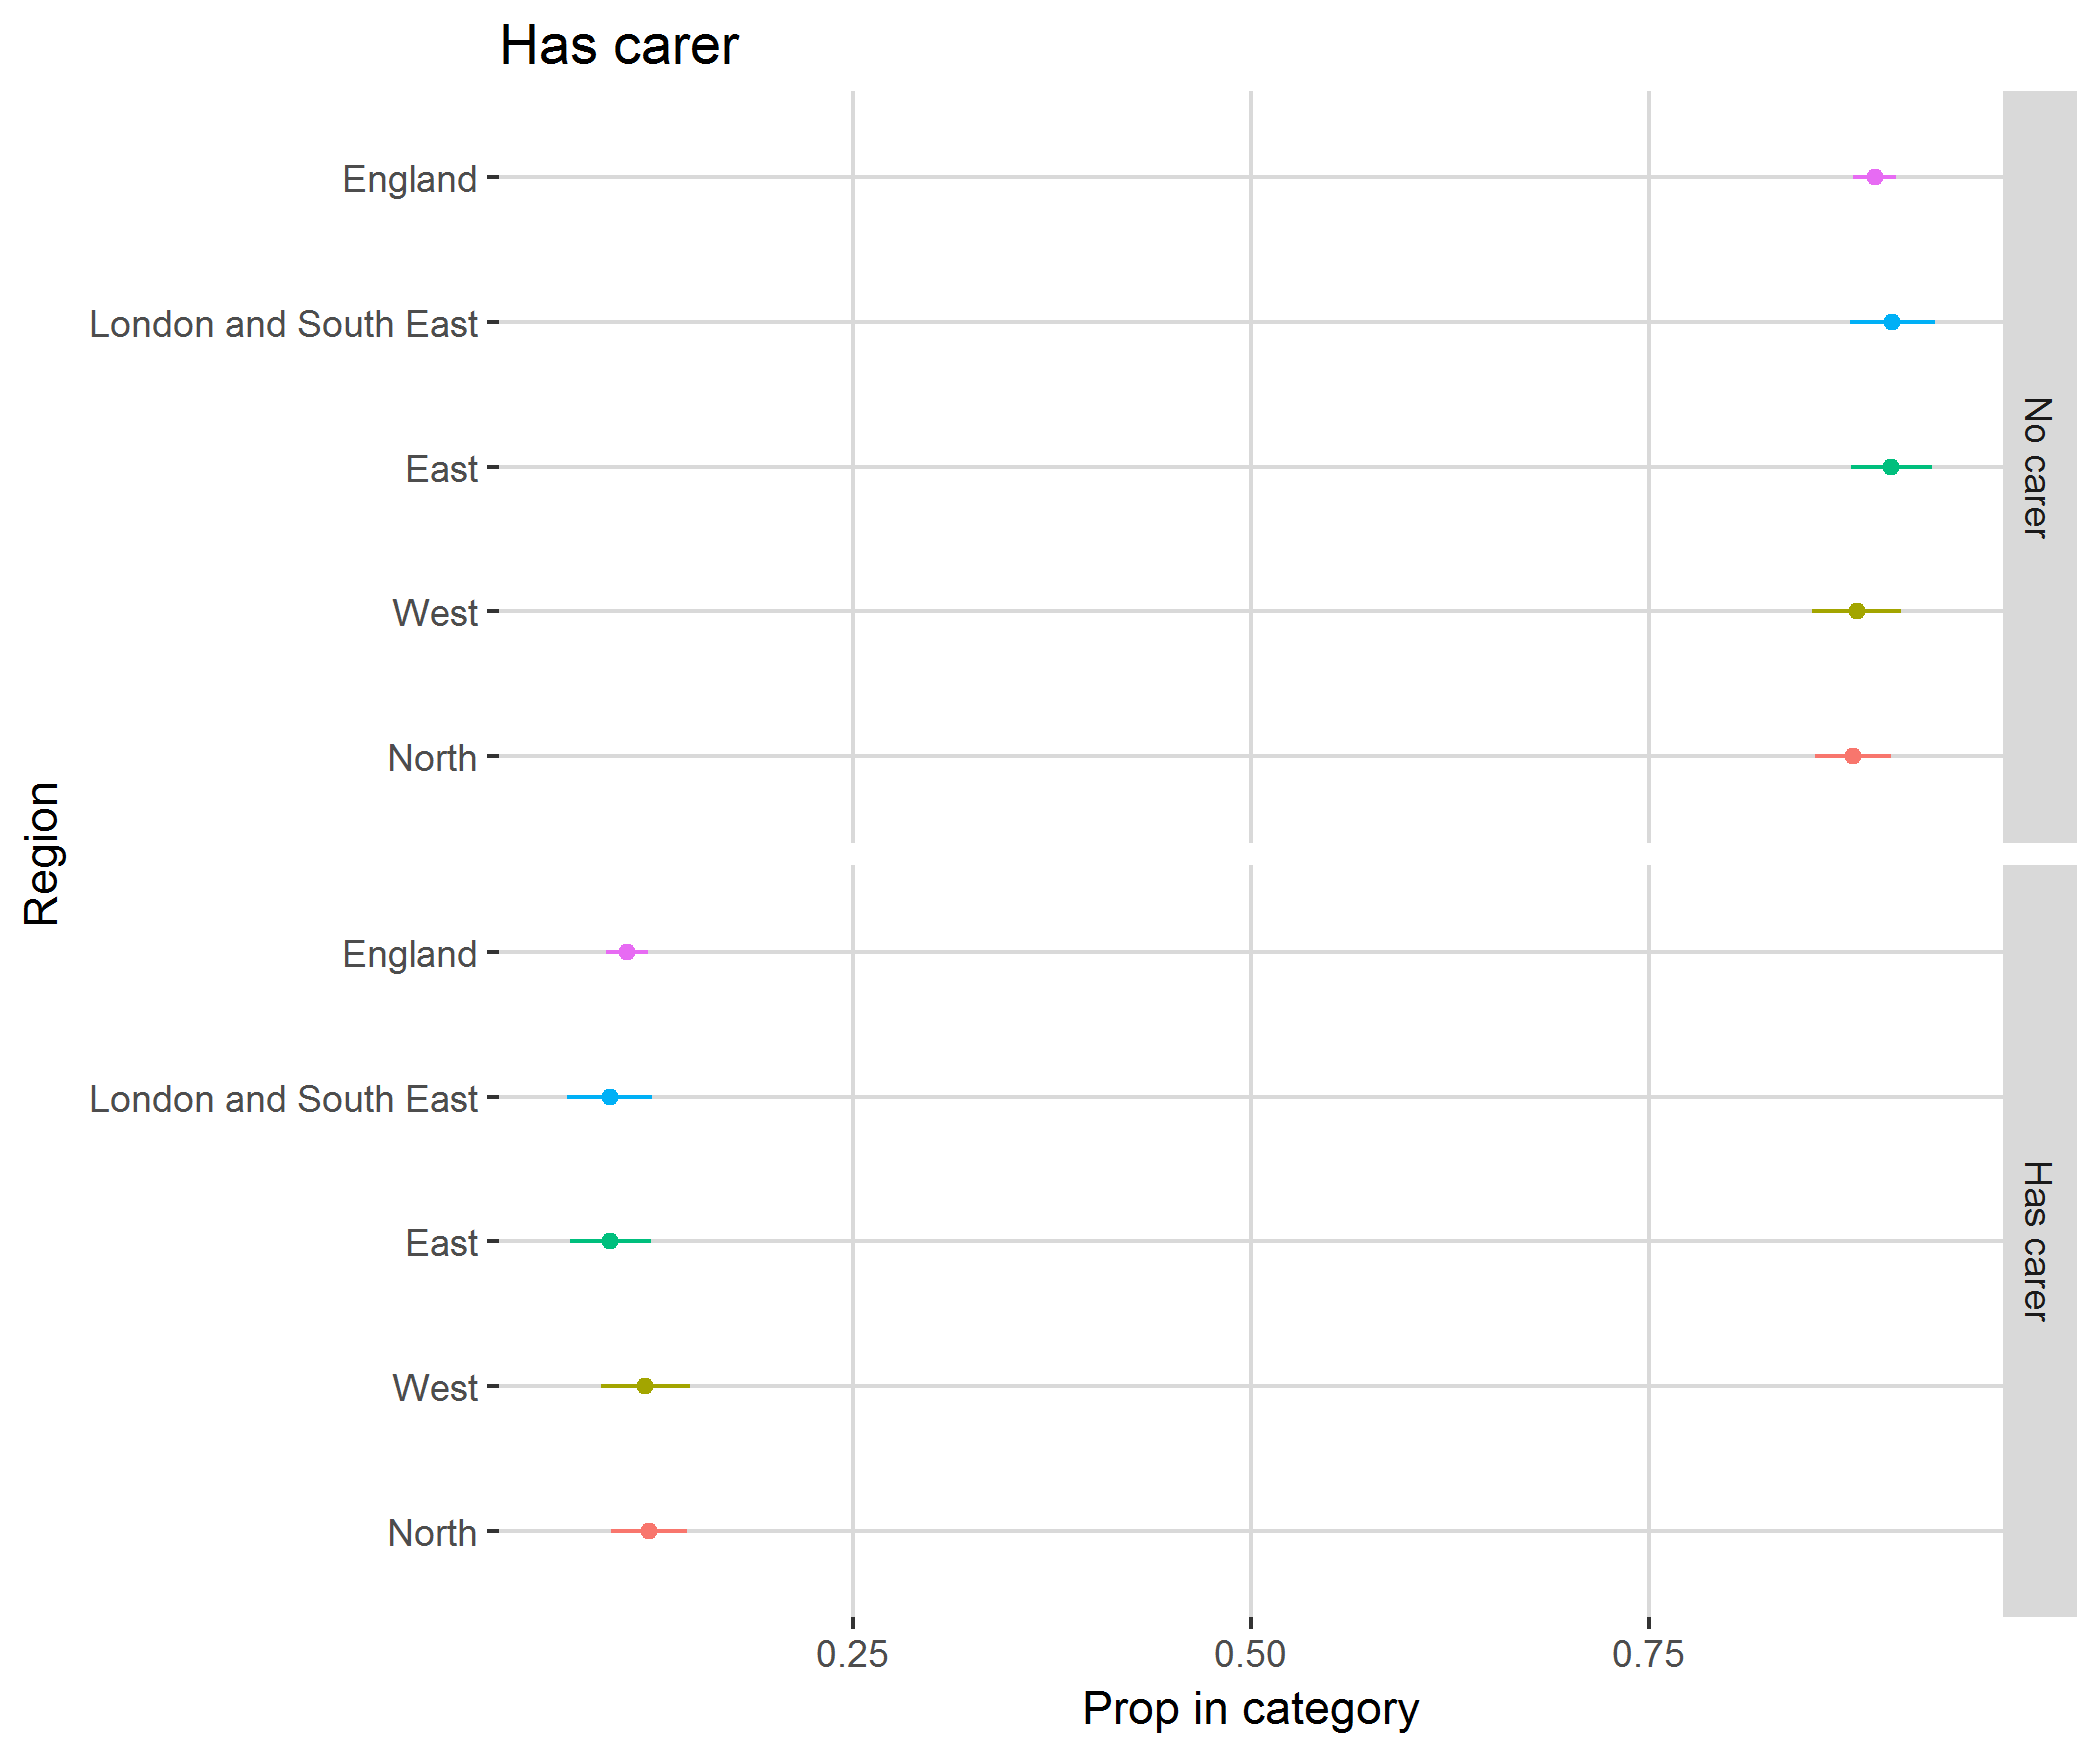 Has carer
England
London and South East
East
West
North
No carer
Region
England
London and South East
East
West
North
Has carer
0.25
0.50
0.75
Prop in category